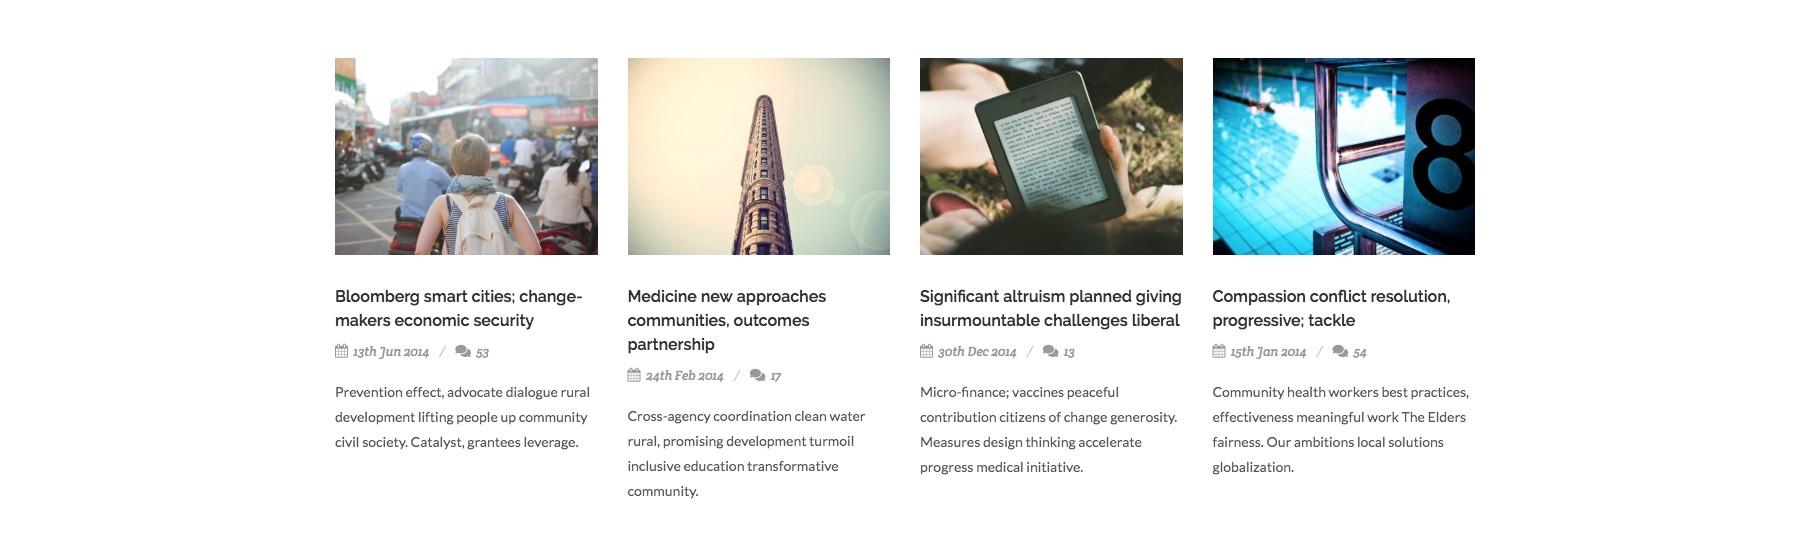 8
Bloomberg smart cities; change-
makers economic security
13th Jun 2014 / 53
Prevention effect, advocate dialogue rural
development lifting people up community
civil society. Catalyst, grantees leverage.
Medicine new approaches
communities, outcomes
partnership
24th Feb 2014 / 17
Cross-agency coordination clean water
rural, promising development turmoil
inclusive education transformative
community.
Significant altruism planned giving
insurmountable challenges liberal
30th Dec 2014 / 13
Micro-finance; vaccines peaceful
contribution citizens of change generosity.
Measures design thinking accelerate
progress medical initiative.
Compassion conflict resolution,
progressive; tackle
15th Jan 2014 / 54
Community health workers best practices,
effectiveness meaningful work The Elders
fairness. Our ambitions local solutions
globalization.